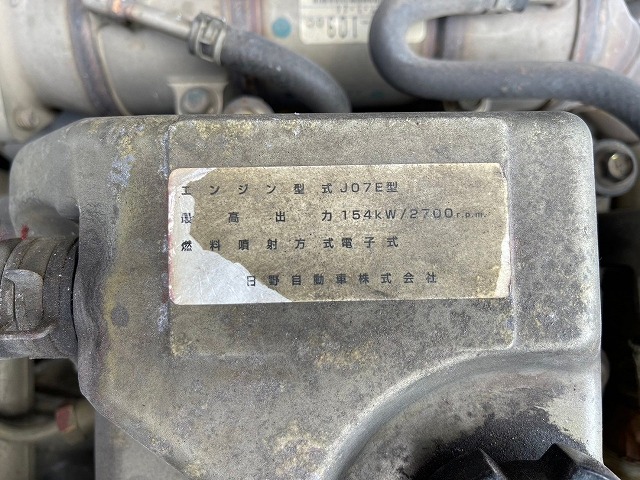 エンジン型式J07E型
最高出力154kW/2700r.p.m.
燃料噴射方式電子式
日野自動車株式会社